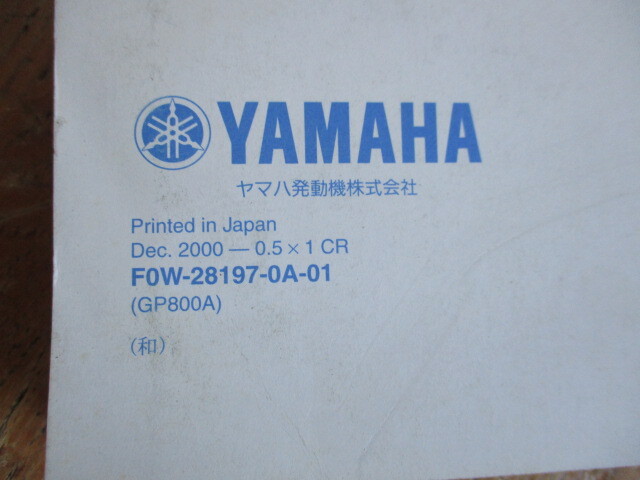 YAMAHA
ヤマハ発動機株式会社
Printed in Japan
Dec. 2000 — 0.5 × 1 CR
F0W-28197-0A-01
(GP800A)
(和)